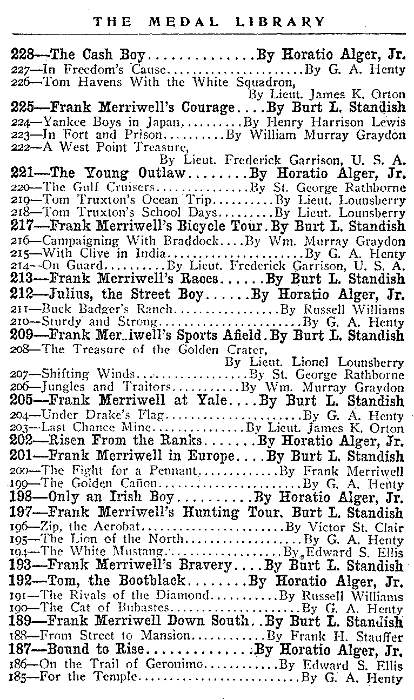 THE MEDAL LIBRARY
228—The Cash Boy..............By Horatio Alger, Jr.
227—In Freedom's Cause....................By G. A. Henty
226—Tom Havens With the White Squadron,
By Lieut. James K. Orton
225—Frank Merriwell's Courage....By Burt L. Standish
224—Yankee Boys in Japan..........By Henry Harrison Lewis
223—In Fort and Prison..........By William Murray Graydon
222—A West Point Treasure,
By Lieut. Frederick Garrison, U. S. A.
221—The Young Outlaw........By Horatio Alger, Jr.
220—The Gulf Cruisers...............By St. George Rathborne
219—Tom Truxton's Ocean Trip..........By Lieut. Lounsberry
218—Tom Truxton's School Days.........By Lieut. Lounsberry
217—Frank Merriwell's Bicycle Tour.By Burt L. Standish
216—Campaigning With Braddock....By Wm. Murray Graydon
215—With Clive in India....................By G. A. Henty
214—On Guard..........By Lieut. Frederick Garrison, U. S. A.
213—Frank Merriwell's Races......By Burt L. Standish
212—Julius, the Street Boy......By Horatio Alger, Jr.
211—Buck Badger's Ranch................By Russell Williams
210—Sturdy and Strong.....................By G. A. Henty
209—Frank Merriwell's Sports Afield.By Burt L. Standish
208—The Treasure of the Golden Crater,
By Lieut. Lionel Lounsberry
207—Shifting Winds.................By St. George Rathborne
206—Jungles and Traitors..........By Wm. Murray Graydon
205—Frank Merriwell at Yale....By Burt L. Standish
204—Under Drake's Flag....................By G. A. Henty
203—Last Chance Mine..............By Lieut. James K. Orton
202—Risen From the Ranks.......By Horatio Alger, Jr.
201—Frank Merriwell in Europe....By Burt L. Standish
200—The Fight for a Pennant............By Frank Merriwell
199—The Golden Cañon.....................By G. A. Henty
198—Only an Irish Boy..........By Horatio Alger, Jr.
197—Frank Merriwell's Hunting Tour, Burt L. Standish
196—Zip, the Acrobat....................By Victor St. Clair
195—The Lion of the North.................By G. A. Henty
194—The White Mustang................By Edward S. Ellis
193—Frank Merriwell's Bravery....By Burt L. Standish
192—Tom, the Bootblack........By Horatio Alger, Jr.
191—The Rivals of the Diamond..........By Russell Williams
190—The Cat of Bubastes...................By G. A. Henty
189—Frank Merriwell Down South..By Burt L. Standish
188—From Street to Mansion...........By Frank H. Stauffer
187—Bound to Rise..............By Horatio Alger, Jr.
186—On the Trail of Geronimo...........By Edward S. Ellis
185—For the Temple........................By G. A. Henty